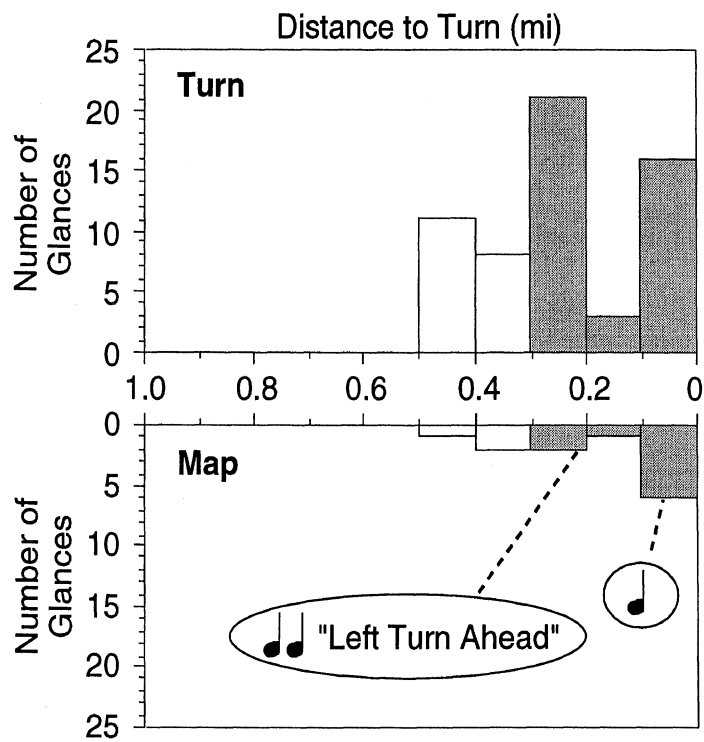 Distance to Turn (mi)
25
Turn
20
15
10
5
0
Number of
Glances
1.0 0.8 0.6 0.4 0.2 0
0
Map
5
10
15
20
25
Number of
Glances
"Left Turn Ahead"